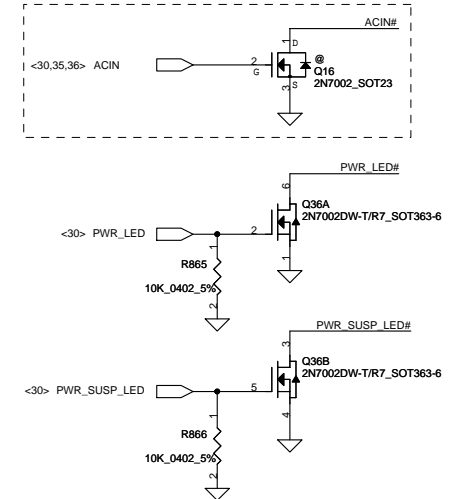 ACIN#
1
D
<30,35,36> ACIN
2
G
@
Q16
2N7002_SOT23
S
3
PWR_LED#
6
Q36A
2N7002DW-T/R7_SOT363-6
<30> PWR_LED
2
1
1
R865
10K_0402_5%
2
PWR_SUSP_LED#
3
Q36B
2N7002DW-T/R7_SOT363-6
<30> PWR_SUSP_LED
5
4
1
R866
10K_0402_5%
2